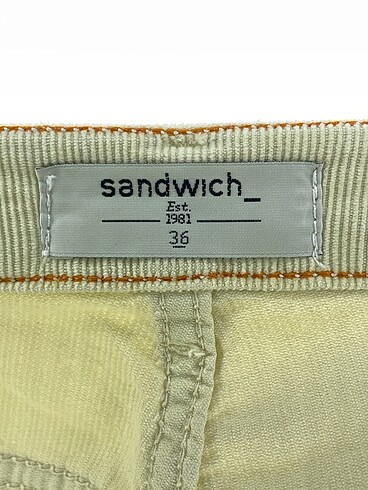 sandwich_
Est.
1981
36